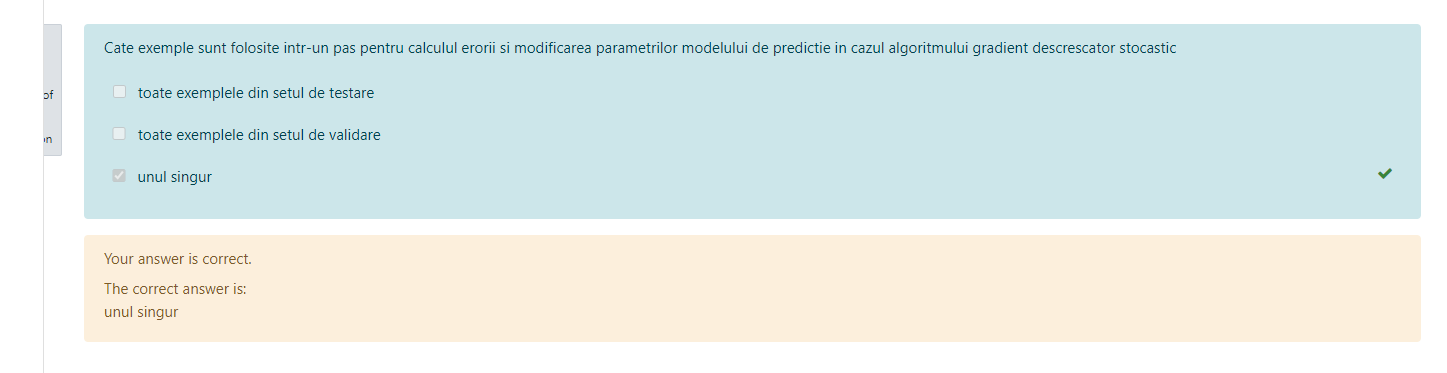 Cate exemple sunt folosite intr-un pas pentru calculul erorii si modificarea parametrilor modelului de predictie in cazul algoritmului gradient descrescator stocastic
toate exemplele din setul de testare
of
toate exemplele din setul de validare
unul singur
Your answer is correct.
The correct answer is:
unul singur